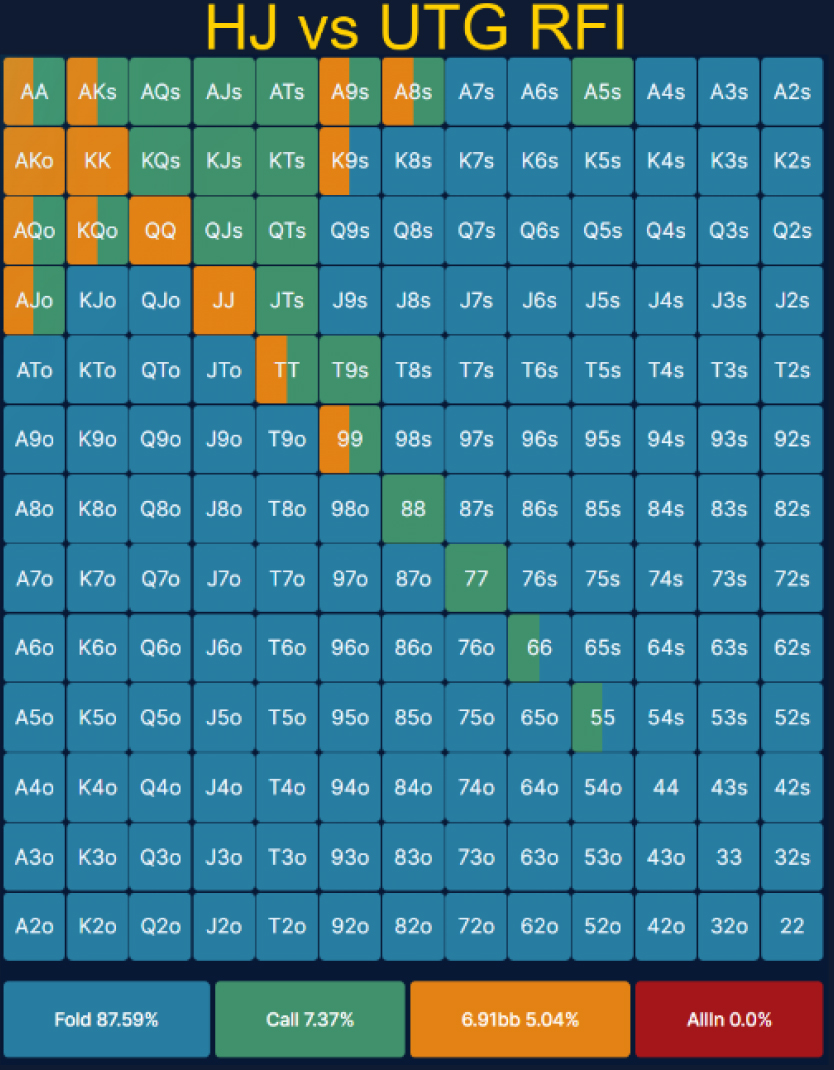 HJ vs UTG RFI
AA AKs AQs AJs ATs A9s A8s A7s A6s A5s A4s A3s A2s
AKo KK KQs KJs KTs K9s K8s K7s K6s K5s K4s K3s K2s
AQo KQo QQ QJs QTs Q9s Q8s Q7s Q6s Q5s Q4s Q3s Q2s
AJo KJo QJo JJ JTs J9s J8s J7s J6s J5s J4s J3s J2s
ATo KTo QTo JTo TT T9s T8s T7s T6s T5s T4s T3s T2s
A9o K9o Q9o J9o T9o 99 98s 97s 96s 95s 94s 93s 92s
A8o K8o Q8o J8o T8o 98o 88 87s 86s 85s 84s 83s 82s
A7o K7o Q7o J7o T7o 97o 87o 77 76s 75s 74s 73s 72s
A6o K6o Q6o J6o T6o 96o 86o 76o 66 65s 64s 63s 62s
A5o K5o Q5o J5o T5o 95o 85o 75o 65o 55 54s 53s 52s
A4o K4o Q4o J4o T4o 94o 84o 74o 64o 54o 44 43s 42s
A3o K3o Q3o J3o T3o 93o 83o 73o 63o 53o 43o 33 32s
A2o K2o Q2o J2o T2o 92o 82o 72o 62o 52o 42o 32o 22
Fold 87.59% Call 7.37% 6.91bb 5.04% AllIn 0.0%